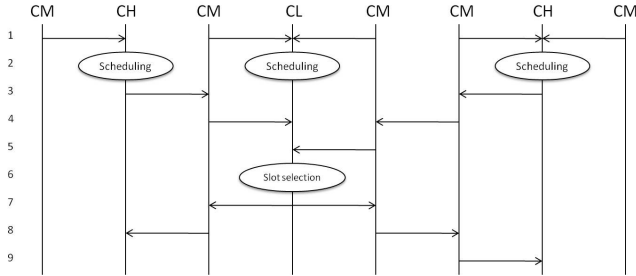 CM CH CM CL CM CM CH CM
1
2 Scheduling Scheduling Scheduling
3
4
5
6 Slot selection
7
8
9